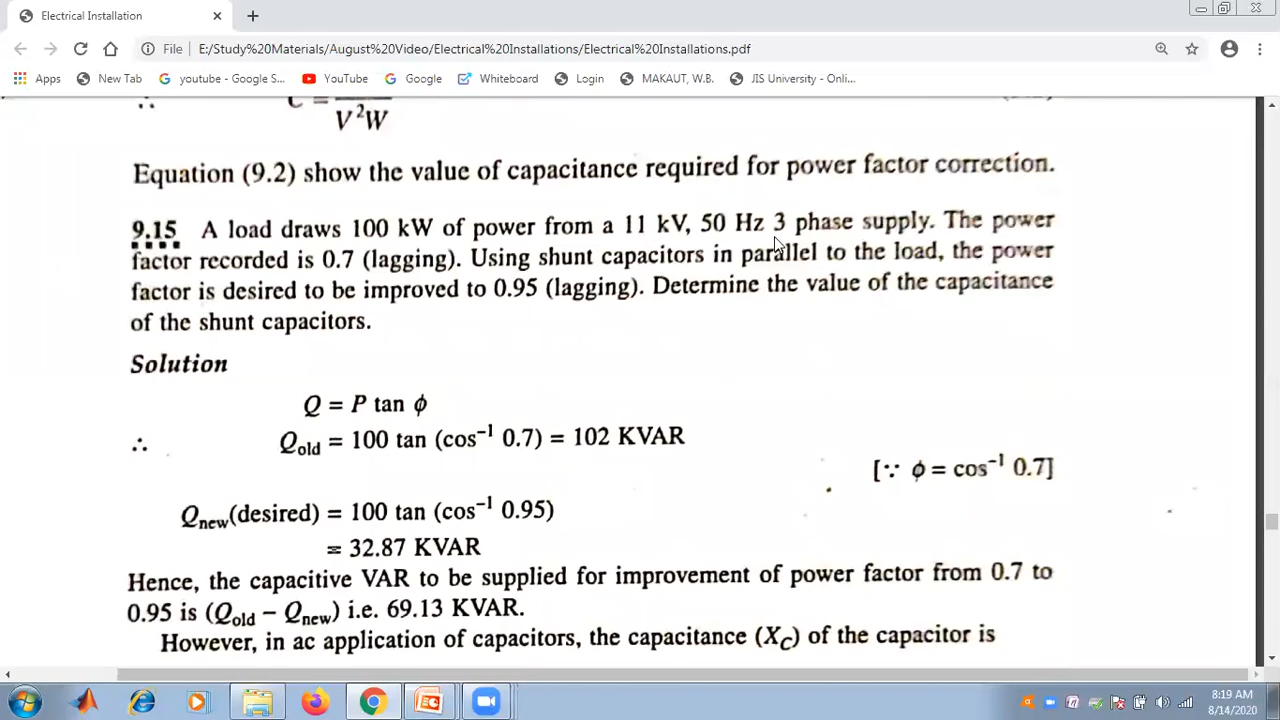 Electrical Installation
File | E:/Study%20Materials/August%20Video/Electrical%20Installations/Electrical%20Installations.pdf
Apps New Tab youtube - Google S... YouTube Google Whiteboard Login MAKAUT, W.B. JIS University - Onli...
∴ C =
V²W
Equation (9.2) show the value of capacitance required for power factor correction.
9.15 A load draws 100 kW of power from a 11 kV, 50 Hz 3 phase supply. The power
factor recorded is 0.7 (lagging). Using shunt capacitors in parallel to the load, the power
factor is desired to be improved to 0.95 (lagging). Determine the value of the capacitance
of the shunt capacitors.
Solution
Q = P tan ϕ
∴ Qold = 100 tan (cos⁻¹ 0.7) = 102 KVAR
[∵ ϕ = cos⁻¹ 0.7]
Qnew(desired) = 100 tan (cos⁻¹ 0.95)
= 32.87 KVAR
Hence, the capacitive VAR to be supplied for improvement of power factor from 0.7 to
0.95 is (Qold − Qnew) i.e. 69.13 KVAR.
However, in ac application of capacitors, the capacitance (XC) of the capacitor is
8:19 AM
8/14/2020